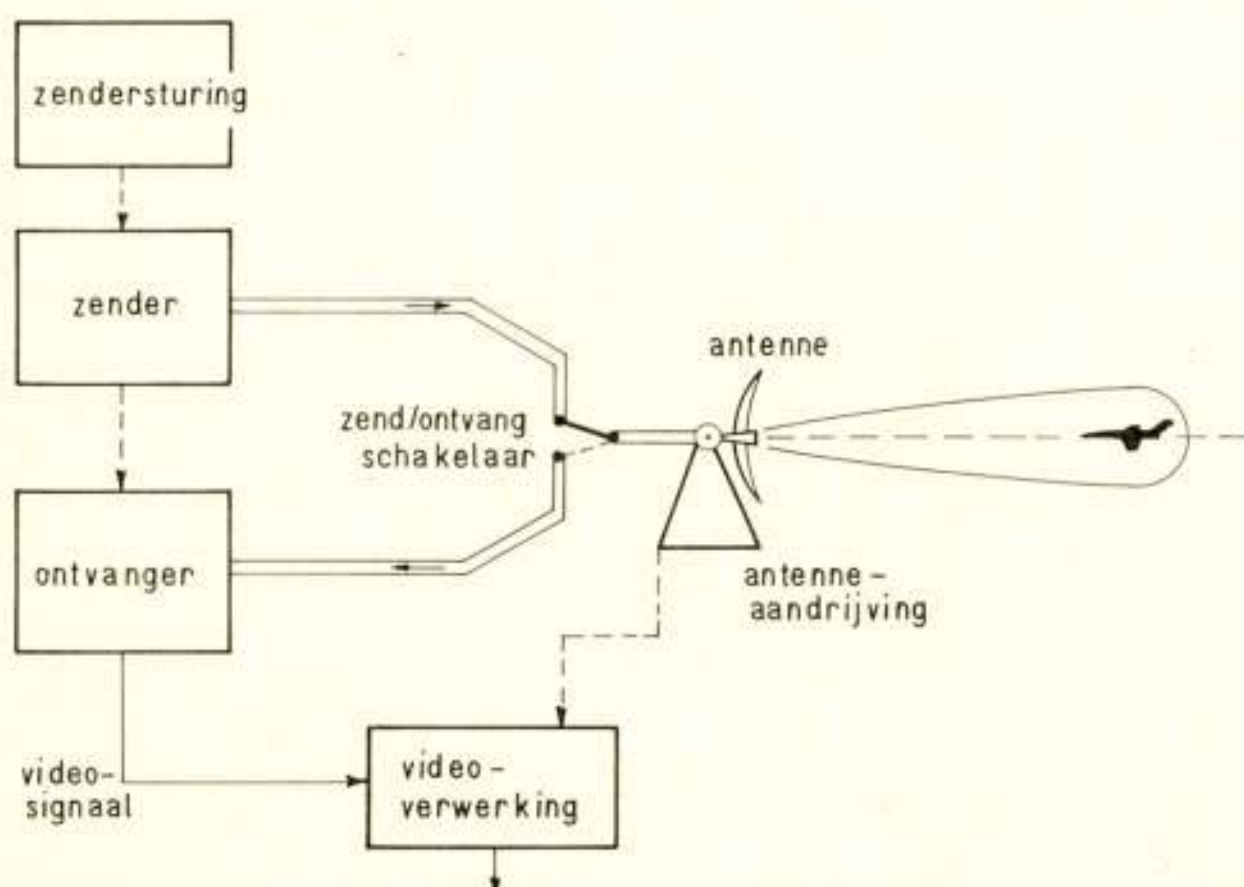 zendersturing
zender
antenne
zend/ontvang
schakelaar
ontvanger
antenne-
aandrijving
video-
signaal
video-
verwerking